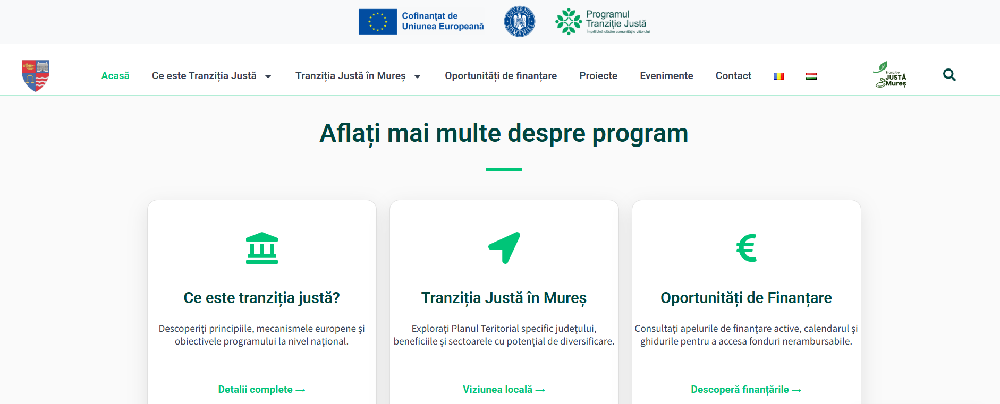 Cofinanțat de
Uniunea Europeană
GUVERNUL ROMÂNIEI
Programul
Tranziție Justă
ÎmprEUnă clădim comunitățile viitorului
Acasă
Ce este Tranziția Justă
Tranziția Justă în Mureș
Oportunități de finanțare
Proiecte
Evenimente
Contact
Tranziție
JUSTĂ
Mureș
Aflați mai multe despre program
Ce este tranziția justă?
Descoperiți principiile, mecanismele europene și
obiectivele programului la nivel național.
Detalii complete →
Tranziția Justă în Mureș
Explorați Planul Teritorial specific județului,
beneficiile și sectoarele cu potențial de diversificare.
Viziunea locală →
Oportunități de Finanțare
Consultați apelurile de finanțare active, calendarul și
ghidurile pentru a accesa fonduri nerambursabile.
Descoperă finanțările →